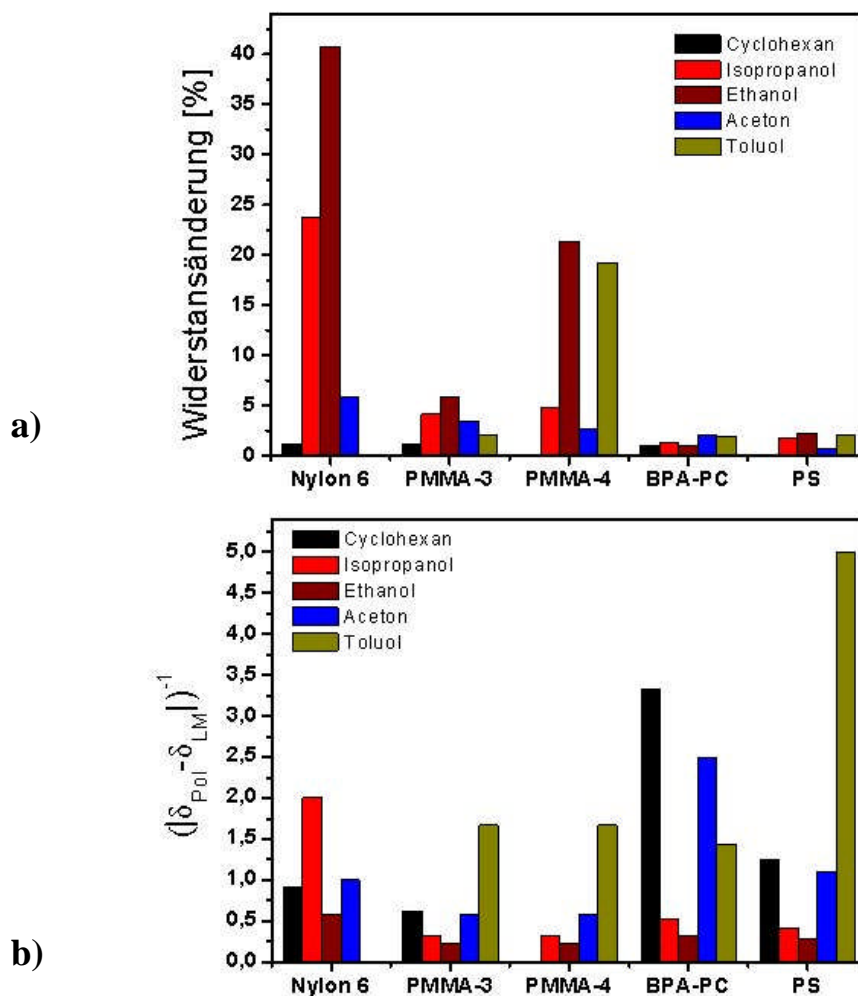 Widerstansänderung [%]
40
35
30
25
20
15
10
5
0
Cyclohexan
Isopropanol
Ethanol
Aceton
Toluol
a)
Nylon 6 PMMA-3 PMMA-4 BPA-PC PS
(|δPol-δLM|)-1
5,0
4,5
4,0
3,5
3,0
2,5
2,0
1,5
1,0
0,5
0,0
Cyclohexan
Isopropanol
Ethanol
Aceton
Toluol
b)
Nylon 6 PMMA-3 PMMA-4 BPA-PC PS